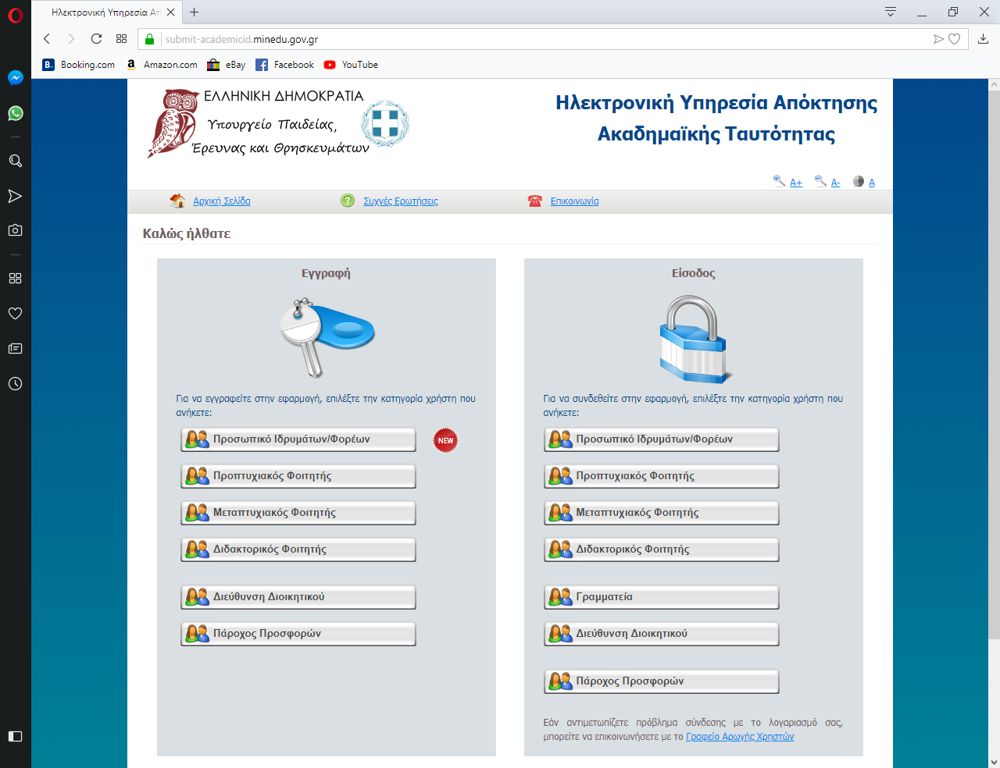 Ηλεκτρονική Υπηρεσία Απ
submit-academicid.minedu.gov.gr
B. Booking.com
a Amazon.com
eBay
Facebook
YouTube
ΕΛΛΗΝΙΚΗ ΔΗΜΟΚΡΑΤΙΑ
Υπουργείο Παιδείας,
Έρευνας και Θρησκευμάτων
Ηλεκτρονική Υπηρεσία Απόκτησης
Ακαδημαϊκής Ταυτότητας
A+
A-
A
Αρχική Σελίδα
Συχνές Ερωτήσεις
Επικοινωνία
Καλώς ήλθατε
Εγγραφή
Για να εγγραφείτε στην εφαρμογή, επιλέξτε την κατηγορία χρήστη που
ανήκετε:
Προσωπικό Ιδρυμάτων/Φορέων
NEW
Προπτυχιακός Φοιτητής
Μεταπτυχιακός Φοιτητής
Διδακτορικός Φοιτητής
Διεύθυνση Διοικητικού
Πάροχος Προσφορών
Είσοδος
Για να συνδεθείτε στην εφαρμογή, επιλέξτε την κατηγορία χρήστη που
ανήκετε:
Προσωπικό Ιδρυμάτων/Φορέων
Προπτυχιακός Φοιτητής
Μεταπτυχιακός Φοιτητής
Διδακτορικός Φοιτητής
Γραμματεία
Διεύθυνση Διοικητικού
Πάροχος Προσφορών
Εάν αντιμετωπίζετε πρόβλημα σύνδεσης με το λογαριασμό σας,
μπορείτε να επικοινωνήσετε με το Γραφείο Αρωγής Χρηστών